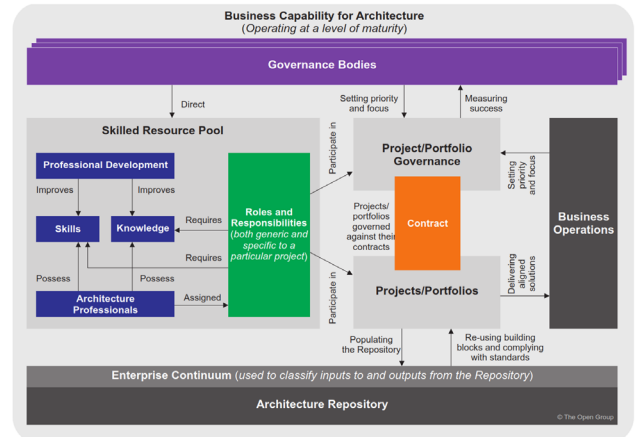 Business Capability for Architecture
(Operating at a level of maturity)
Governance Bodies
Direct
Setting priority
and focus
Measuring
success
Skilled Resource Pool
Professional Development
Improves
Improves
Skills
Knowledge
Possess
Possess
Architecture
Professionals
Requires
Requires
Assigned
Roles and
Responsibilities
(both generic and
specific to a
particular project)
Participate in
Participate in
Project/Portfolio
Governance
Projects/
portfolios
governed
against their
contracts
Contract
Projects/Portfolios
Setting
priority
and focus
Delivering
aligned
solutions
Business
Operations
Populating
the Repository
Re-using building
blocks and complying
with standards
Enterprise Continuum (used to classify inputs to and outputs from the Repository)
Architecture Repository
© The Open Group